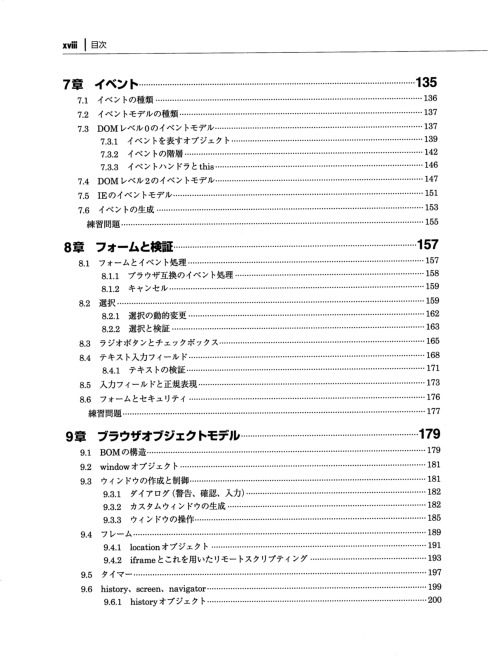 xviii | 目次
7章 イベント 135
7.1 イベントの種類 136
7.2 イベントモデルの種類 137
7.3 DOMレベル0のイベントモデル 137
7.3.1 イベントを表すオブジェクト 139
7.3.2 イベントの階層 142
7.3.3 イベントハンドラとthis 146
7.4 DOMレベル2のイベントモデル 147
7.5 IEのイベントモデル 151
7.6 イベントの生成 153
練習問題 155
8章 フォームと検証 157
8.1 フォームとイベント処理 157
8.1.1 ブラウザ互換のイベント処理 158
8.1.2 キャンセル 159
8.2 選択 159
8.2.1 選択の動的変更 162
8.2.2 選択と検証 163
8.3 ラジオボタンとチェックボックス 165
8.4 テキスト入力フィールド 168
8.4.1 テキストの検証 171
8.5 入力フィールドと正規表現 173
8.6 フォームとセキュリティ 176
練習問題 177
9章 ブラウザオブジェクトモデル 179
9.1 BOMの構造 179
9.2 windowオブジェクト 181
9.3 ウィンドウの作成と制御 181
9.3.1 ダイアログ(警告、確認、入力) 182
9.3.2 カスタムウィンドウの生成 182
9.3.3 ウィンドウの操作 185
9.4 フレーム 189
9.4.1 locationオブジェクト 191
9.4.2 iframeとこれを用いたリモートスクリプティング 193
9.5 タイマー 197
9.6 history、screen、navigator 199
9.6.1 historyオブジェクト 200